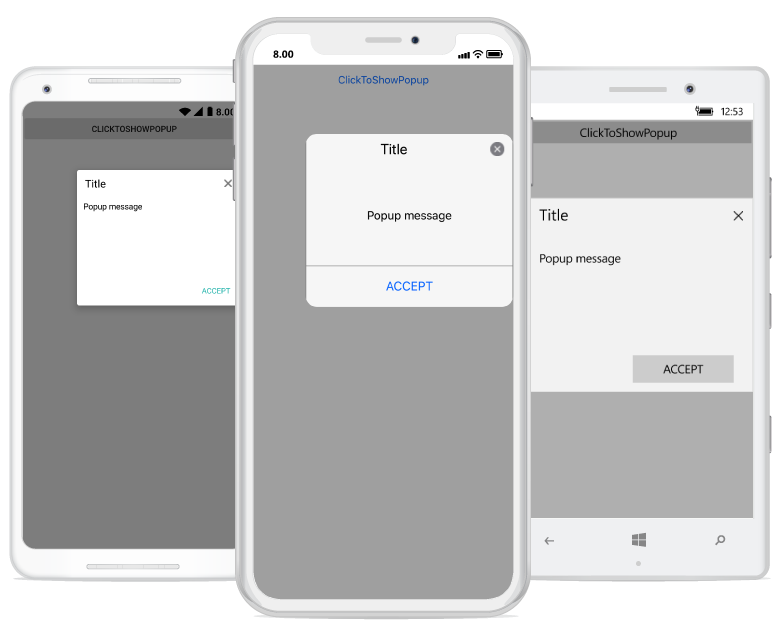 8.00
CLICKTOSHOWPOPUP
Title
Popup message
ACCEPT
8.00
ClickToShowPopup
Title
Popup message
ACCEPT
12:53
ClickToShowPopup
Title
Popup message
ACCEPT